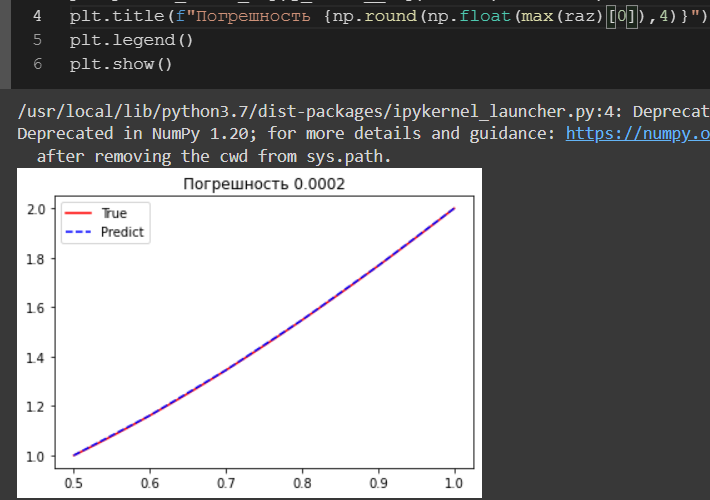 4 plt.title(f"Погрешность {np.round(np.float(max(raz)[0]),4)}")
5 plt.legend()
6 plt.show()
/usr/local/lib/python3.7/dist-packages/ipykernel_launcher.py:4: Deprecat
Deprecated in NumPy 1.20; for more details and guidance: https://numpy.o
after removing the cwd from sys.path.
Погрешность 0.0002
True
Predict
2.0
1.8
1.6
1.4
1.2
1.0
0.5 0.6 0.7 0.8 0.9 1.0